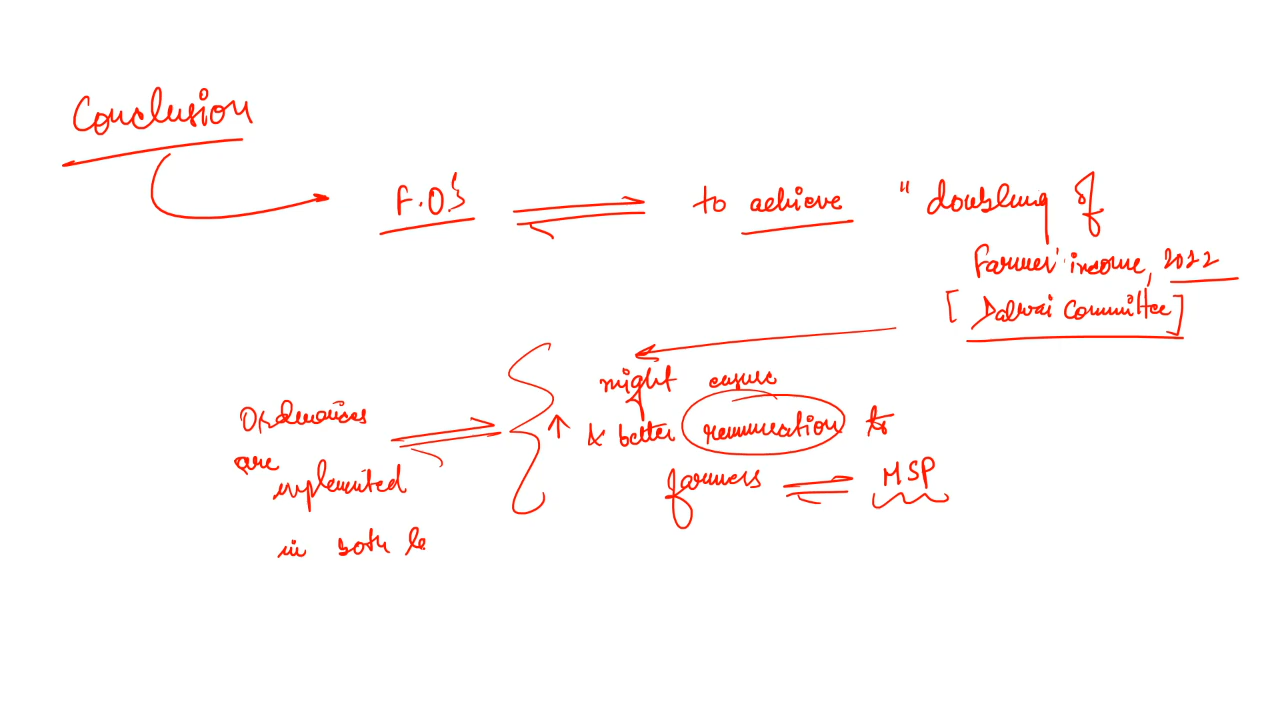 Conclusion
F.O.'s to achieve "doubling of
Farmer' income, 2022
[Dalwai Committee]
might ensure
↑ & better remuneration to
farmers MSP
Ordinances
are
implemented
in both le